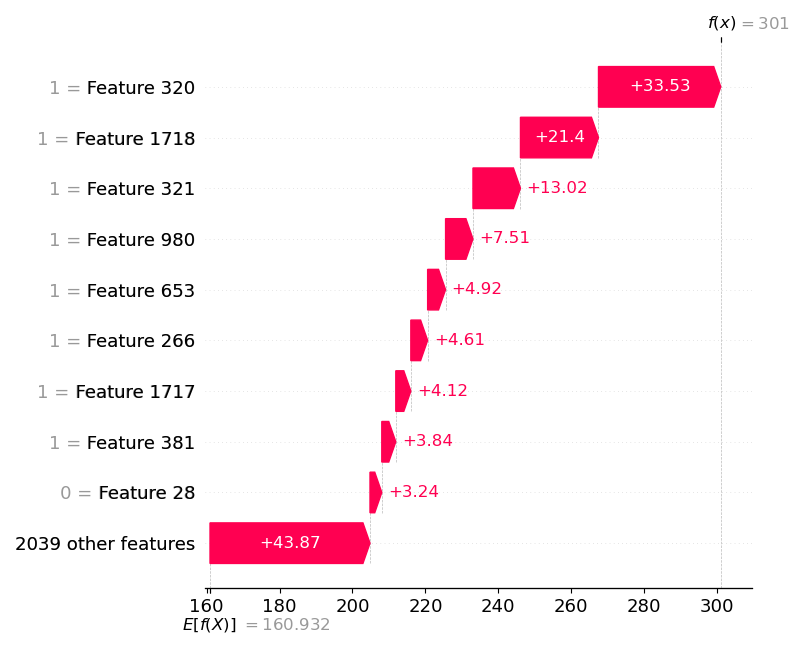 f(x) = 301
1 = Feature 320
+33.53
1 = Feature 1718
+21.4
1 = Feature 321
+13.02
1 = Feature 980
+7.51
1 = Feature 653
+4.92
1 = Feature 266
+4.61
1 = Feature 1717
+4.12
1 = Feature 381
+3.84
0 = Feature 28
+3.24
2039 other features
+43.87
160 180 200 220 240 260 280 300
E[f(X)] = 160.932